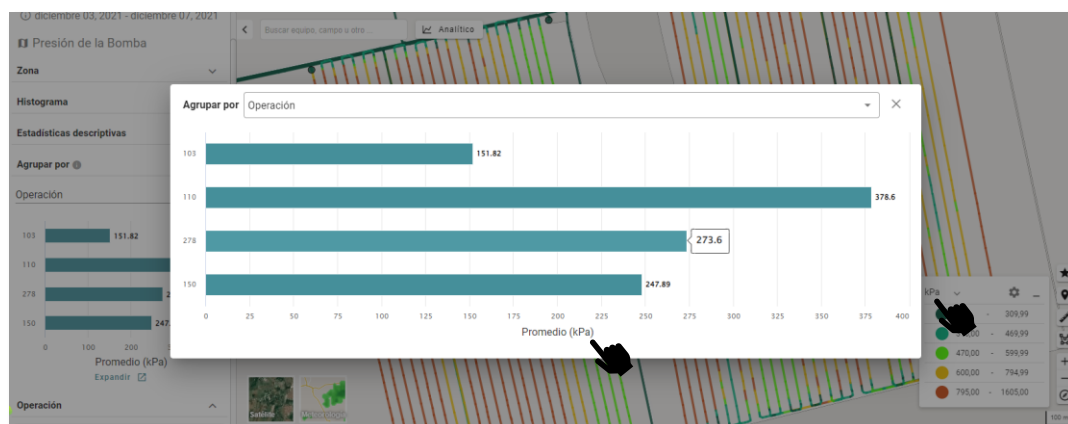 diciembre 03, 2021 - diciembre 07, 2021
Presión de la Bomba
Zona
Histograma
Estadísticas descriptivas
Agrupar por
Operación
103
151.82
110
278
150
247.
0 100 200
Promedio (kPa)
Expandir
Operación
Buscar equipo, campo u otro ...
Analítico
Agrupar por Operación
103 151.82
110 378.6
278 273.6
150 247.89
0 25 50 75 100 125 150 175 200 225 250 275 300 325 350 375 400
Promedio (kPa)
kPa
- 309,99
- 469,99
470,00 - 599,99
600,00 - 794,99
795,00 - 1605,00
Satélite
100 m